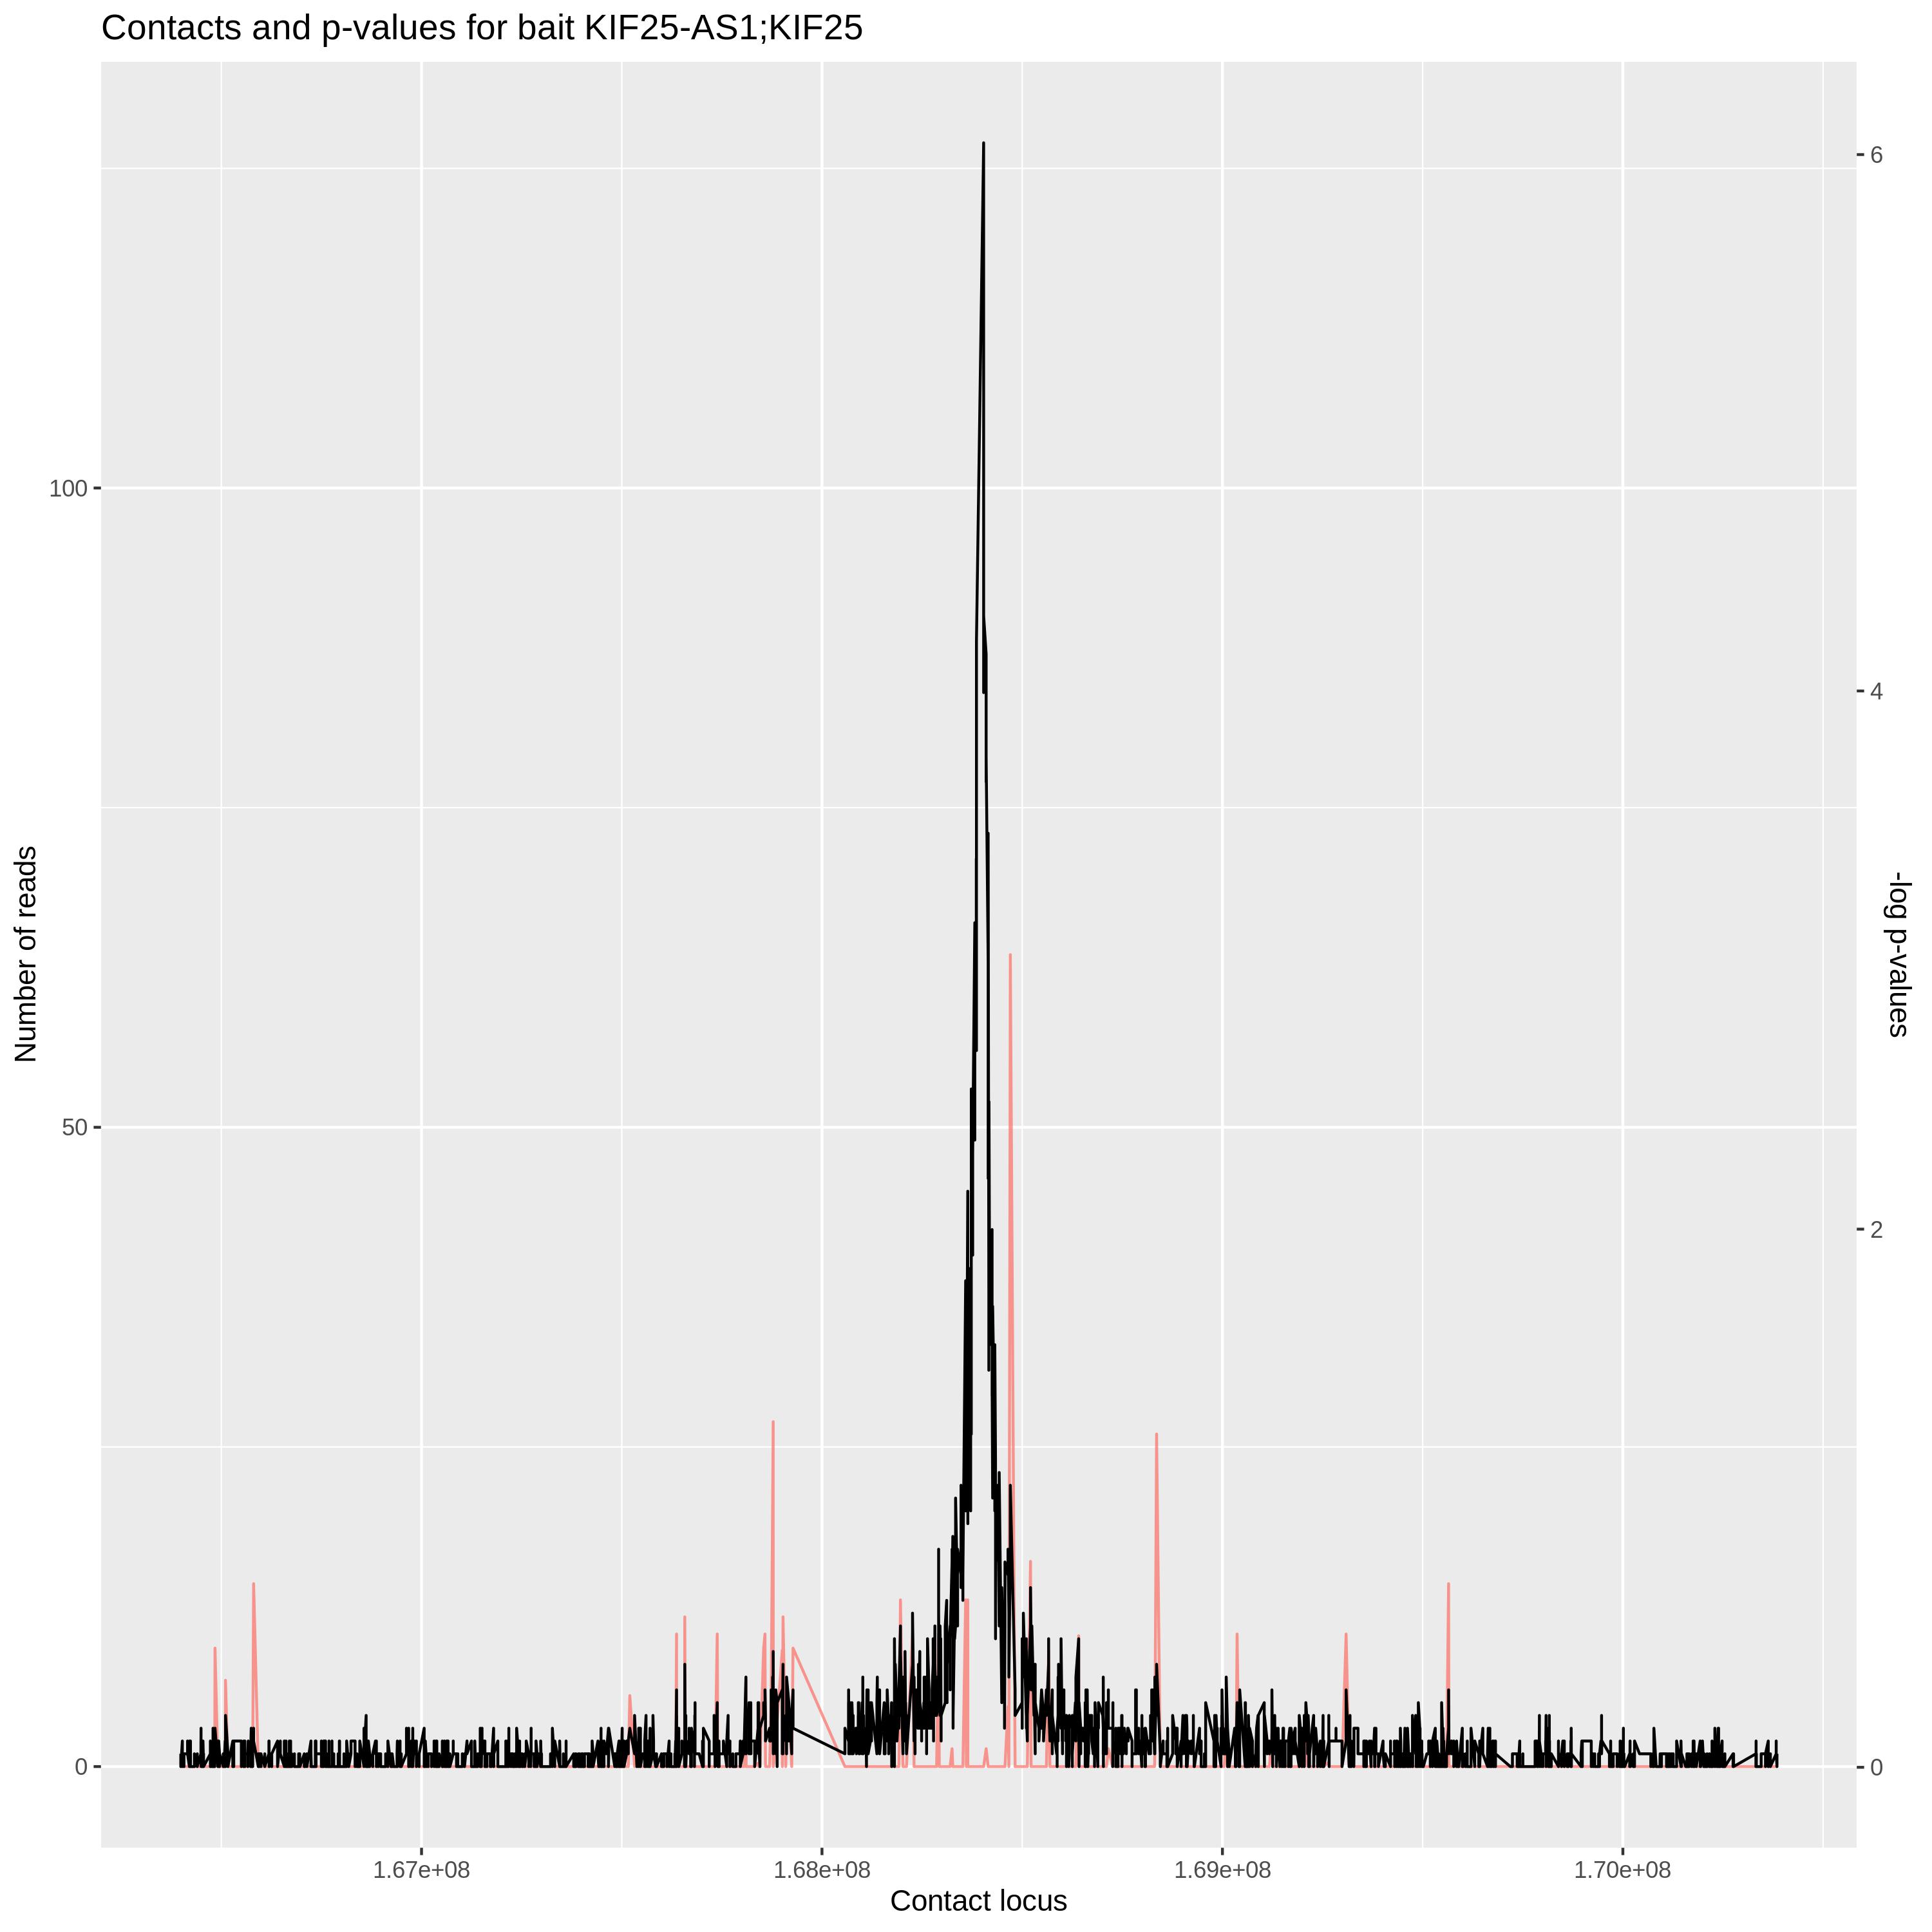 Contacts and p-values for bait KIF25-AS1;KIF25
Number of reads
100
50
0
6
4
2
0
-log p-values
1.67e+08
1.68e+08
1.69e+08
1.70e+08
Contact locus